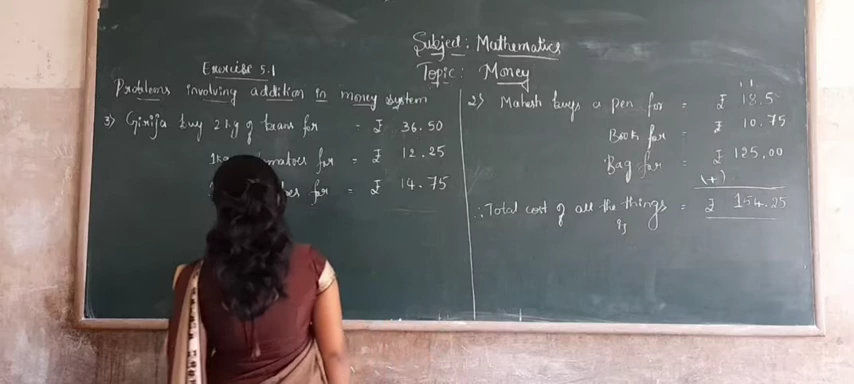 Subject: Mathematics
Topic: Money
Exercise 5.1
Problems involving addition in money system
3) Girija buy 2 kg of beans for = ₹ 36.50
for = ₹ 12.25
for = ₹ 14.75
1 1
2) Mahesh buys a pen for = ₹ 18.5
Book for = ₹ 10.75
Bag for = ₹ 125.00
(+)
∴ Total cost of all the things = ₹ 154.25
is